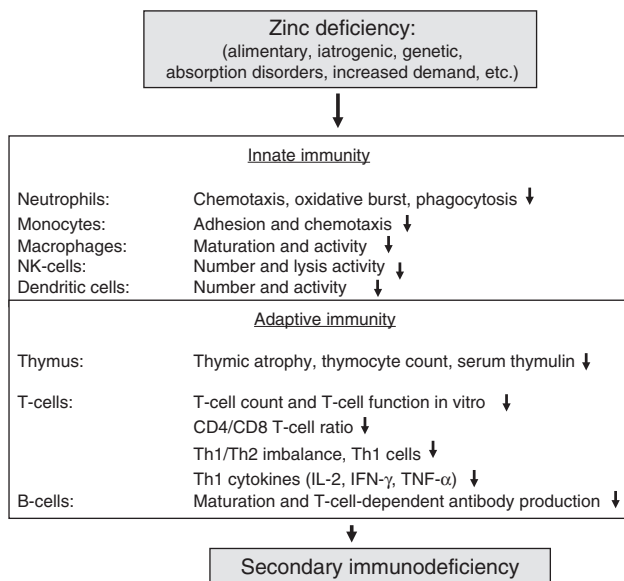 Zinc deficiency:
(alimentary, iatrogenic, genetic,
absorption disorders, increased demand, etc.)
Innate immunity
Neutrophils: Chemotaxis, oxidative burst, phagocytosis ↓
Monocytes: Adhesion and chemotaxis ↓
Macrophages: Maturation and activity ↓
NK-cells: Number and lysis activity ↓
Dendritic cells: Number and activity ↓
Adaptive immunity
Thymus: Thymic atrophy, thymocyte count, serum thymulin ↓
T-cells: T-cell count and T-cell function in vitro ↓
CD4/CD8 T-cell ratio ↓
Th1/Th2 imbalance, Th1 cells ↓
Th1 cytokines (IL-2, IFN-γ, TNF-α) ↓
B-cells: Maturation and T-cell-dependent antibody production ↓
Secondary immunodeficiency